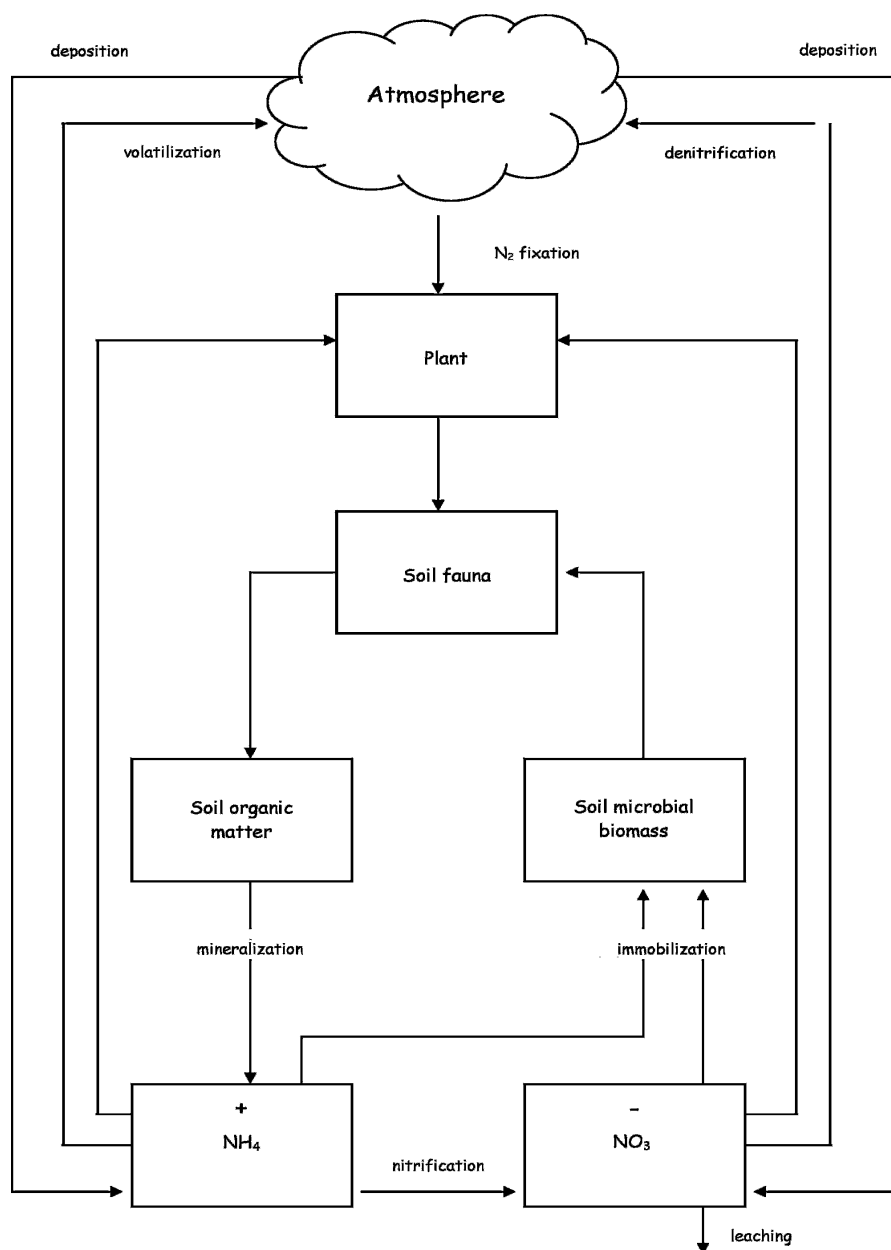 deposition
deposition
Atmosphere
volatilization
denitrification
N₂ fixation
Plant
Soil fauna
Soil organic
matter
Soil microbial
biomass
mineralization
immobilization
+
NH₄
-
NO₃
nitrification
leaching